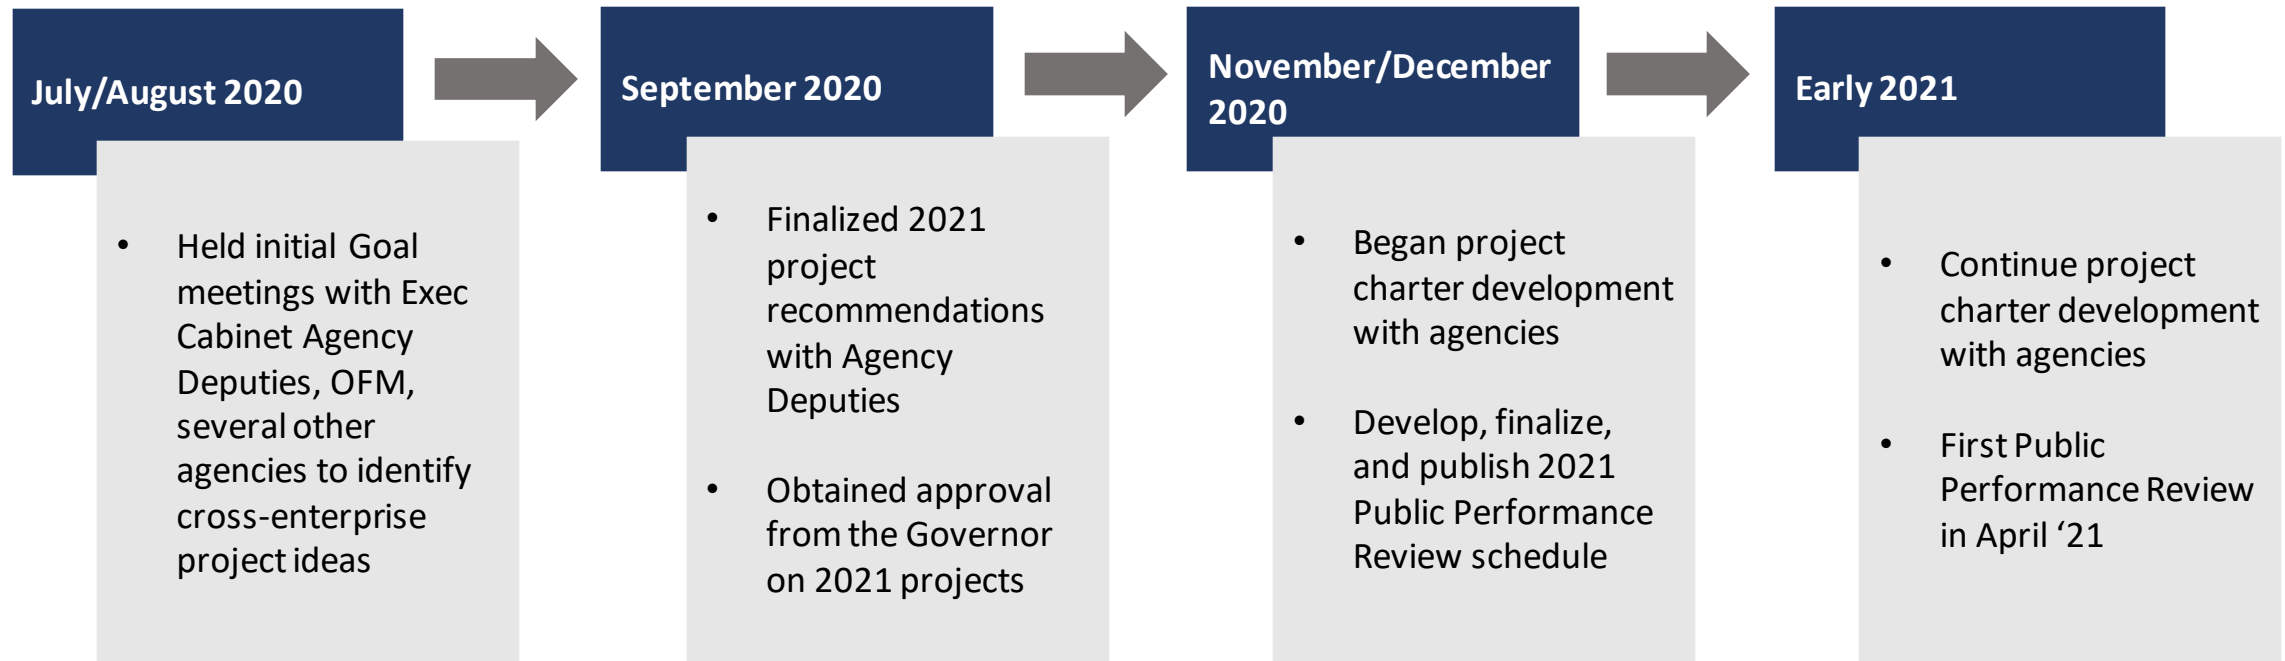 July/August 2020
• Held initial Goal
meetings with Exec
Cabinet Agency
Deputies, OFM,
several other
agencies to identify
cross-enterprise
project ideas
September 2020
• Finalized 2021
project
recommendations
with Agency
Deputies
• Obtained approval
from the Governor
on 2021 projects
November/December
2020
• Began project
charter development
with agencies
• Develop, finalize,
and publish 2021
Public Performance
Review schedule
Early 2021
• Continue project
charter development
with agencies
• First Public
Performance Review
in April ‘21